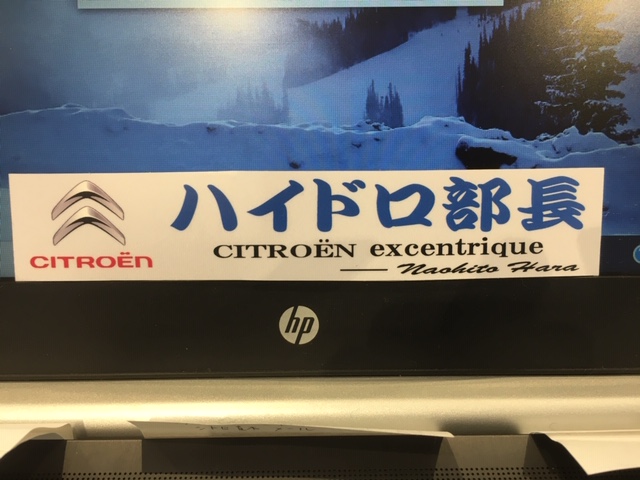 ハイドロ部長
CITROËN
CITROËN excentrique
Naohito Hara
hp